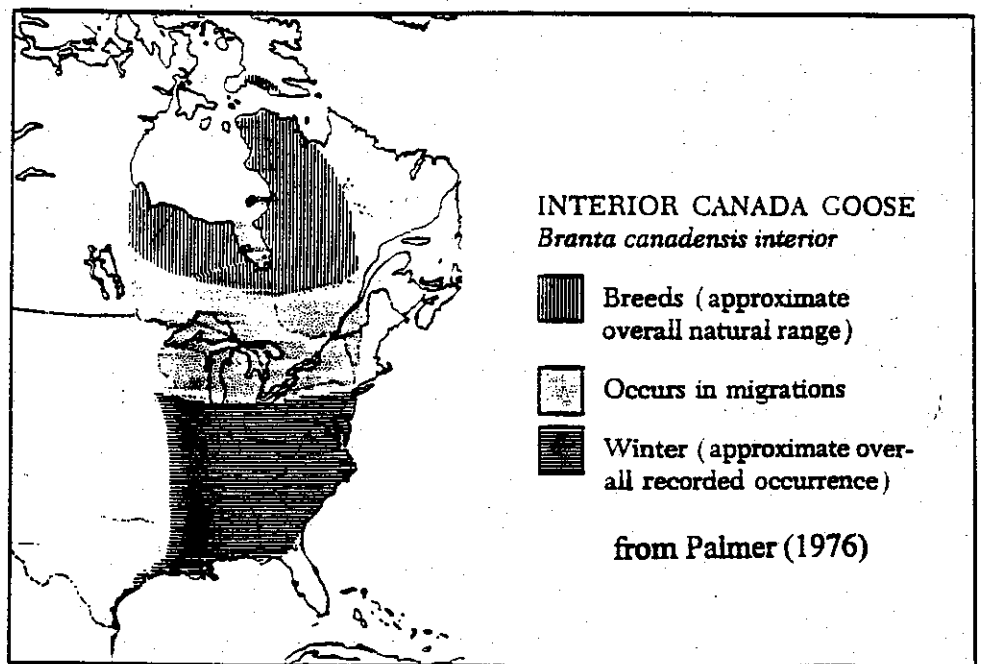 INTERIOR CANADA GOOSE
Branta canadensis interior
Breeds (approximate
overall natural range)
Occurs in migrations
Winter (approximate over-
all recorded occurrence)
from Palmer (1976)